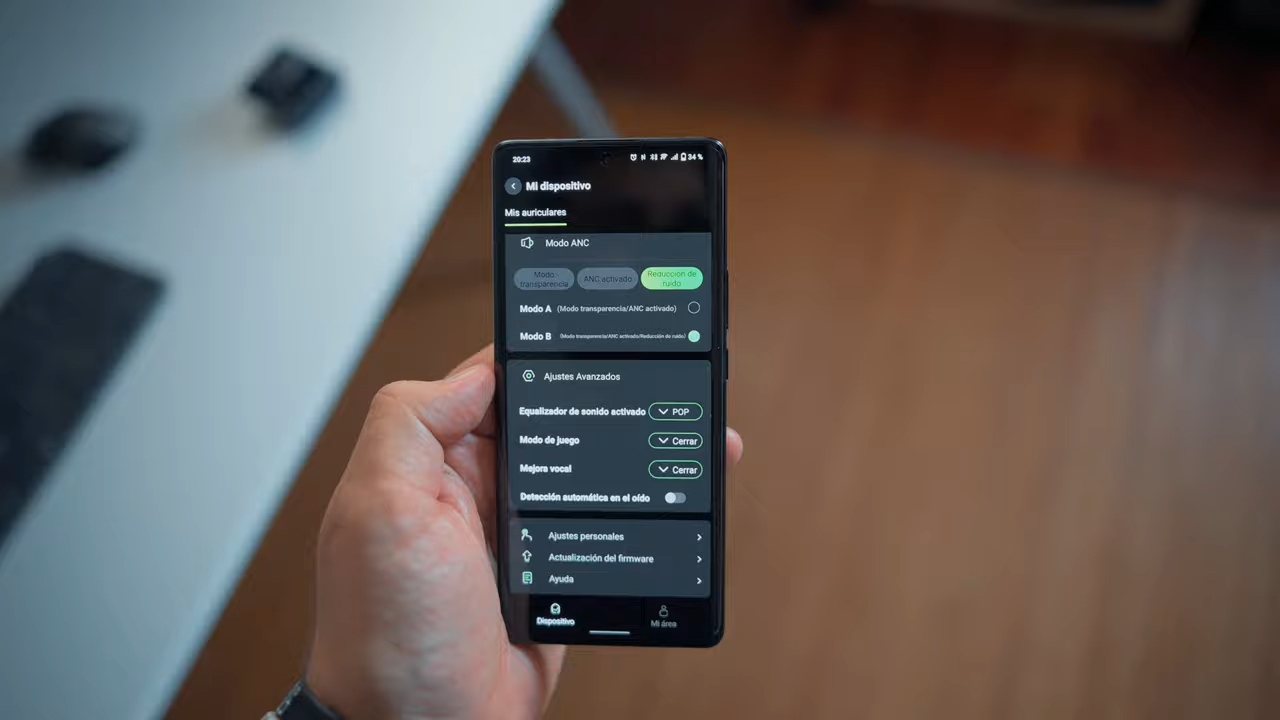 20:23
34 %
Mi dispositivo
Mis auriculares
Modo ANC
Modo -
transparencia
ANC activado
Reducción de
ruido
Modo A (Modo transparencia/ANC activado)
Modo B (Modo transparencia/ANC activado/Reducción de ruido)
Ajustes Avanzados
Equalizador de sonido activado POP
Modo de juego Cerrar
Mejora vocal Cerrar
Detección automática en el oído
Ajustes personales
Actualización del firmware
Ayuda
Dispositivo
Mi área